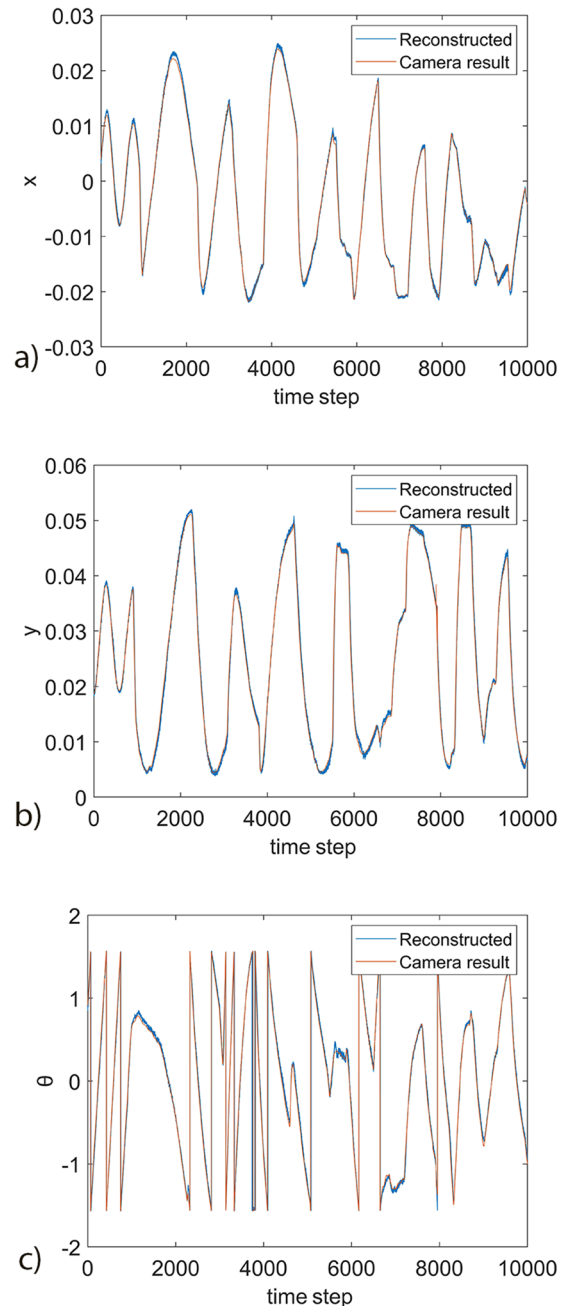 0.03
0.02
0.01
0
-0.01
-0.02
-0.03
x
Reconstructed
Camera result
0 2000 4000 6000 8000 10000
time step
a)
0.06
0.05
0.04
0.03
0.02
0.01
0
y
Reconstructed
Camera result
0 2000 4000 6000 8000 10000
time step
b)
2
1
0
-1
-2
θ
Reconstructed
Camera result
0 2000 4000 6000 8000 10000
time step
c)